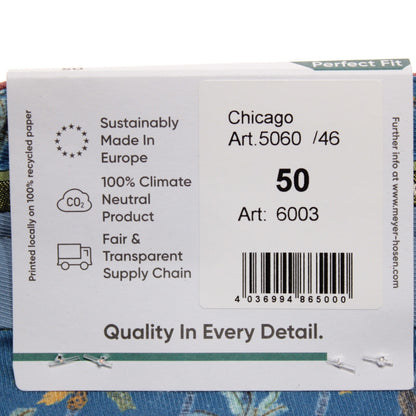 Perfect Fit
50
Printed locally on 100% recycled paper
Sustainably
Made In
Europe
CO₂
100% Climate
Neutral
Product
Fair &
Transparent
Supply Chain
Chicago
Art.5060 /46
50
Art: 6003
4 036994 865000
Further info at www.meyer-hosen.com
Quality In Every Detail.